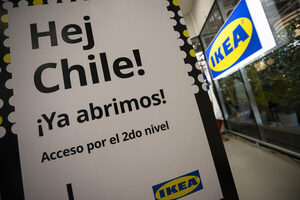 Hej
Chile!
¡Ya abrimos!
Acceso por el 2do nivel
IKEA
IKEA